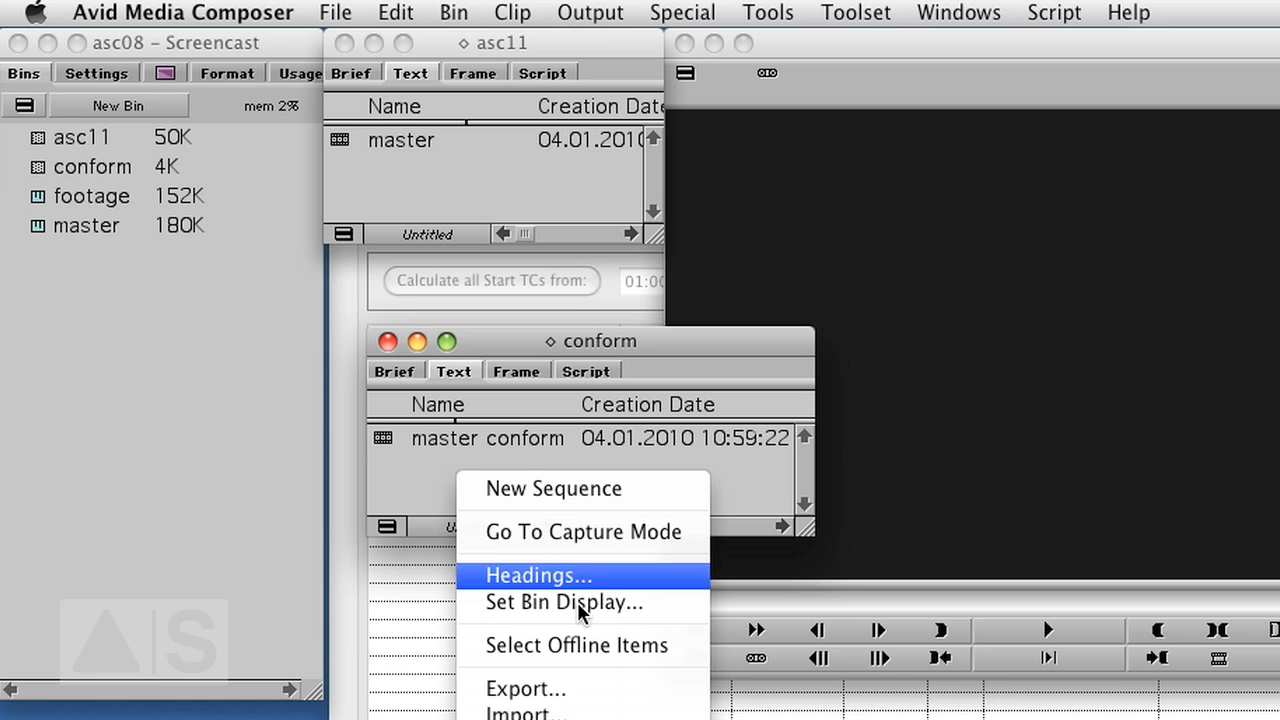 Avid Media Composer File Edit Bin Clip Output Special Tools Toolset Windows Script Help
asc08 – Screencast
Bins Settings Format Usage
New Bin mem 2%
asc11 50K
conform 4K
footage 152K
master 180K
asc11
Brief Text Frame Script
Name Creation Date
master 04.01.2010
Untitled
Calculate all Start TCs from: 01:00
conform
Brief Text Frame Script
Name Creation Date
master conform 04.01.2010 10:59:22
New Sequence
Go To Capture Mode
Headings...
Set Bin Display...
Select Offline Items
Export...
Import...
S